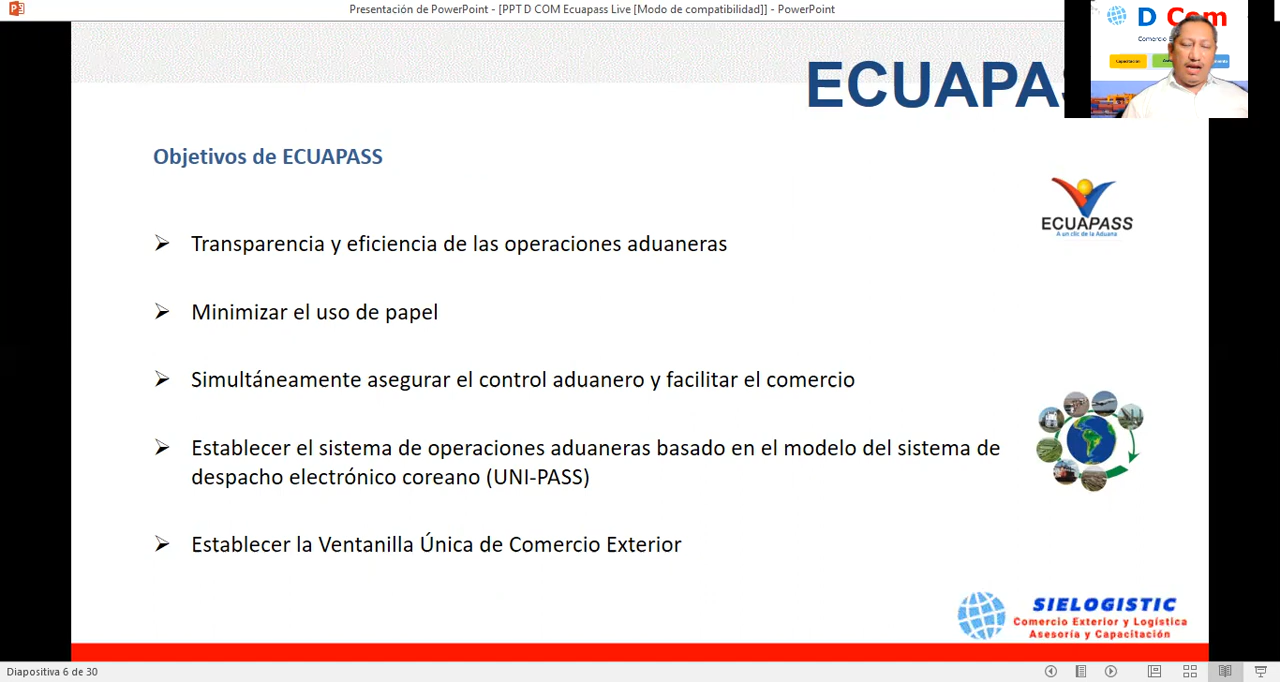 Presentación de PowerPoint - [PPT D COM Ecuapass Live [Modo de compatibilidad]] - PowerPoint
D Com
Comercio
Capacitación
ECUAPAS
Objetivos de ECUAPASS
ECUAPASS
A un clic de la Aduana
Transparencia y eficiencia de las operaciones aduaneras
Minimizar el uso de papel
Simultáneamente asegurar el control aduanero y facilitar el comercio
Establecer el sistema de operaciones aduaneras basado en el modelo del sistema de
despacho electrónico coreano (UNI-PASS)
Establecer la Ventanilla Única de Comercio Exterior
SIELOGISTIC
Comercio Exterior y Logística
Asesoría y Capacitación
Diapositiva 6 de 30